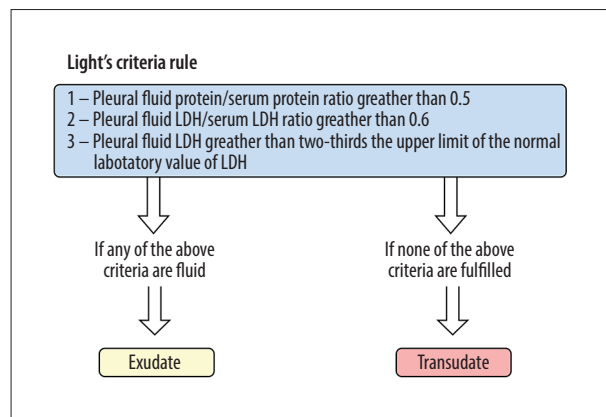 Light's criteria rule
1 – Pleural fluid protein/serum protein ratio greather than 0.5
2 – Pleural fluid LDH/serum LDH ratio greather than 0.6
3 – Pleural fluid LDH greather than two-thirds the upper limit of the normal
labotatory value of LDH
If any of the above
criteria are fluid
If none of the above
criteria are fulfilled
Exudate
Transudate